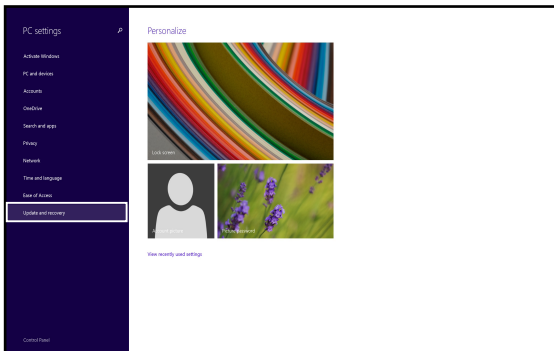 PC settings
Activate Windows
PC and devices
Accounts
OneDrive
Search and apps
Privacy
Network
Time and language
Ease of Access
Update and recovery
Control Panel
Personalize
Lock screen
Account picture
Picture password
View recently used settings